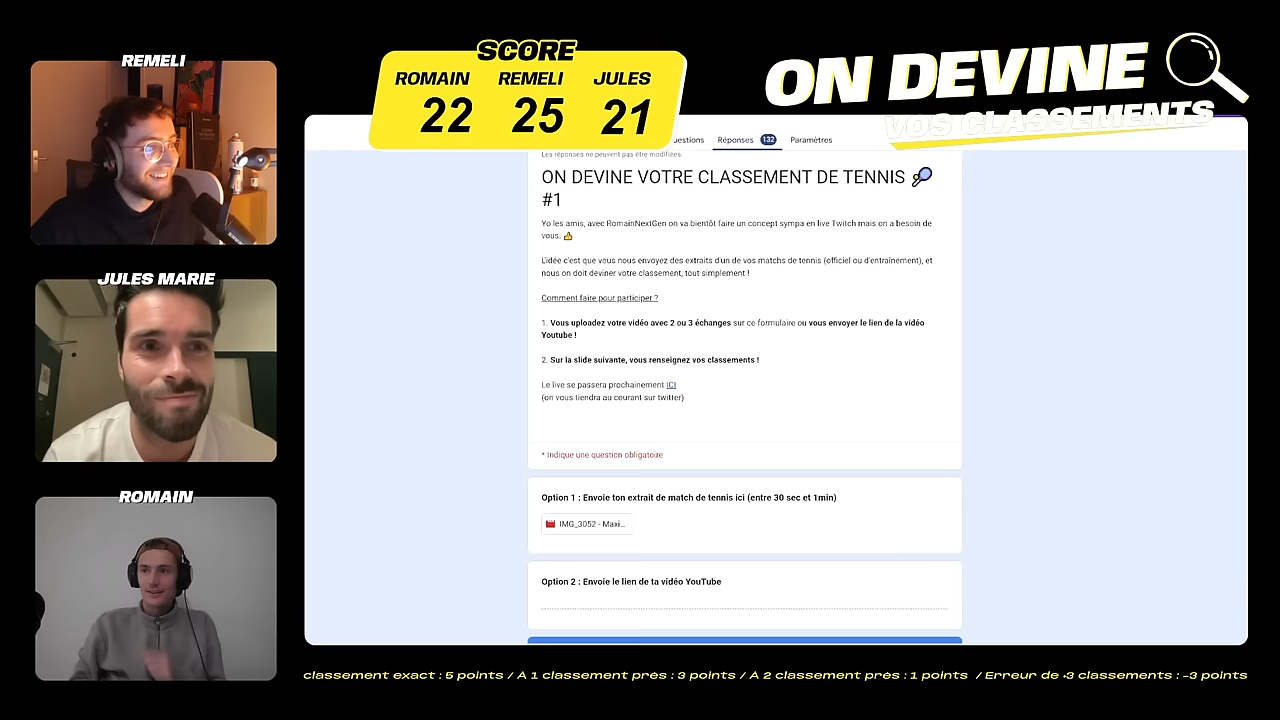 REMELI
JULES MARIE
ROMAIN
SCORE
ROMAIN REMELI JULES
22 25 21
ON DEVINE
VOS CLASSEMENTS
uestions Réponses 132 Paramètres
Les réponses ne peuvent pas être modifiées.
ON DEVINE VOTRE CLASSEMENT DE TENNIS 🎾
#1
Yo les amis, avec RomainNextGen on va bientôt faire un concept sympa en live Twitch mais on a besoin de
vous. 👍
L'idée c'est que vous nous envoyez des extraits d'un de vos matchs de tennis (officiel ou d'entraînement), et
nous on doit deviner votre classement, tout simplement !
Comment faire pour participer ?
1. Vous uploadez votre vidéo avec 2 ou 3 échanges sur ce formulaire ou vous envoyer le lien de la vidéo
Youtube !
2. Sur la slide suivante, vous renseignez vos classements !
Le live se passera prochainement ICI
(on vous tiendra au courant sur twitter)
* Indique une question obligatoire
Option 1 : Envoie ton extrait de match de tennis ici (entre 30 sec et 1min)
IMG_3052 - Maxi...
Option 2 : Envoie le lien de ta vidéo YouTube
classement exact : 5 points / À 1 classement près : 3 points / À 2 classement près : 1 points / Erreur de +3 classements : -3 points